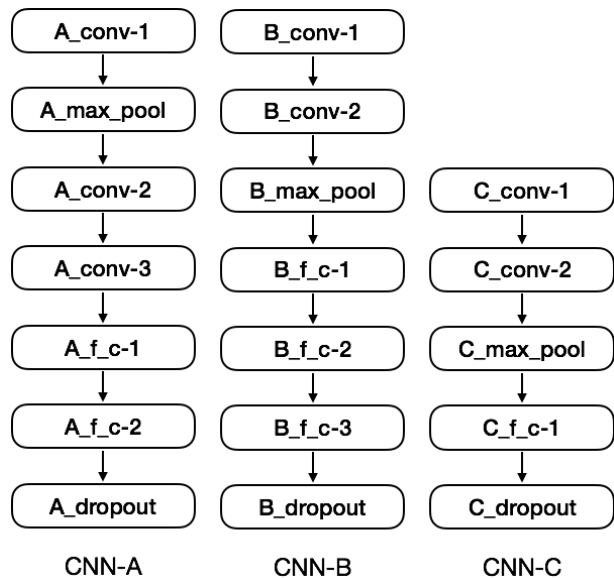 A_conv-1
A_max_pool
A_conv-2
A_conv-3
A_f_c-1
A_f_c-2
A_dropout
CNN-A
B_conv-1
B_conv-2
B_max_pool
B_f_c-1
B_f_c-2
B_f_c-3
B_dropout
CNN-B
C_conv-1
C_conv-2
C_max_pool
C_f_c-1
C_dropout
CNN-C